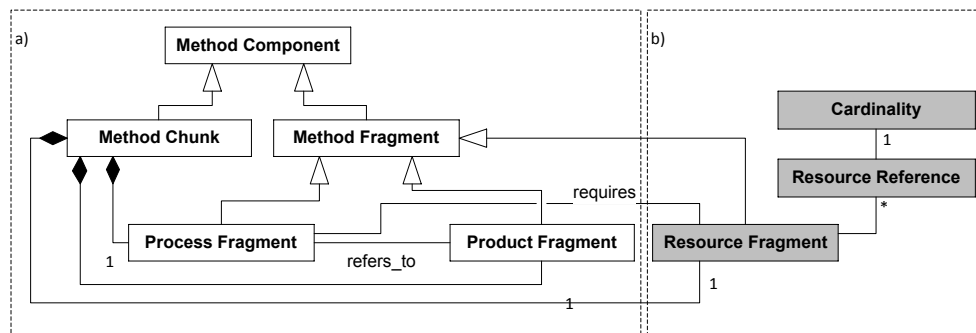 a)
b)
Method Component
Cardinality
1
Method Chunk
Method Fragment
Resource Reference
requires
*
Process Fragment
Product Fragment
Resource Fragment
1
refers_to
1
1